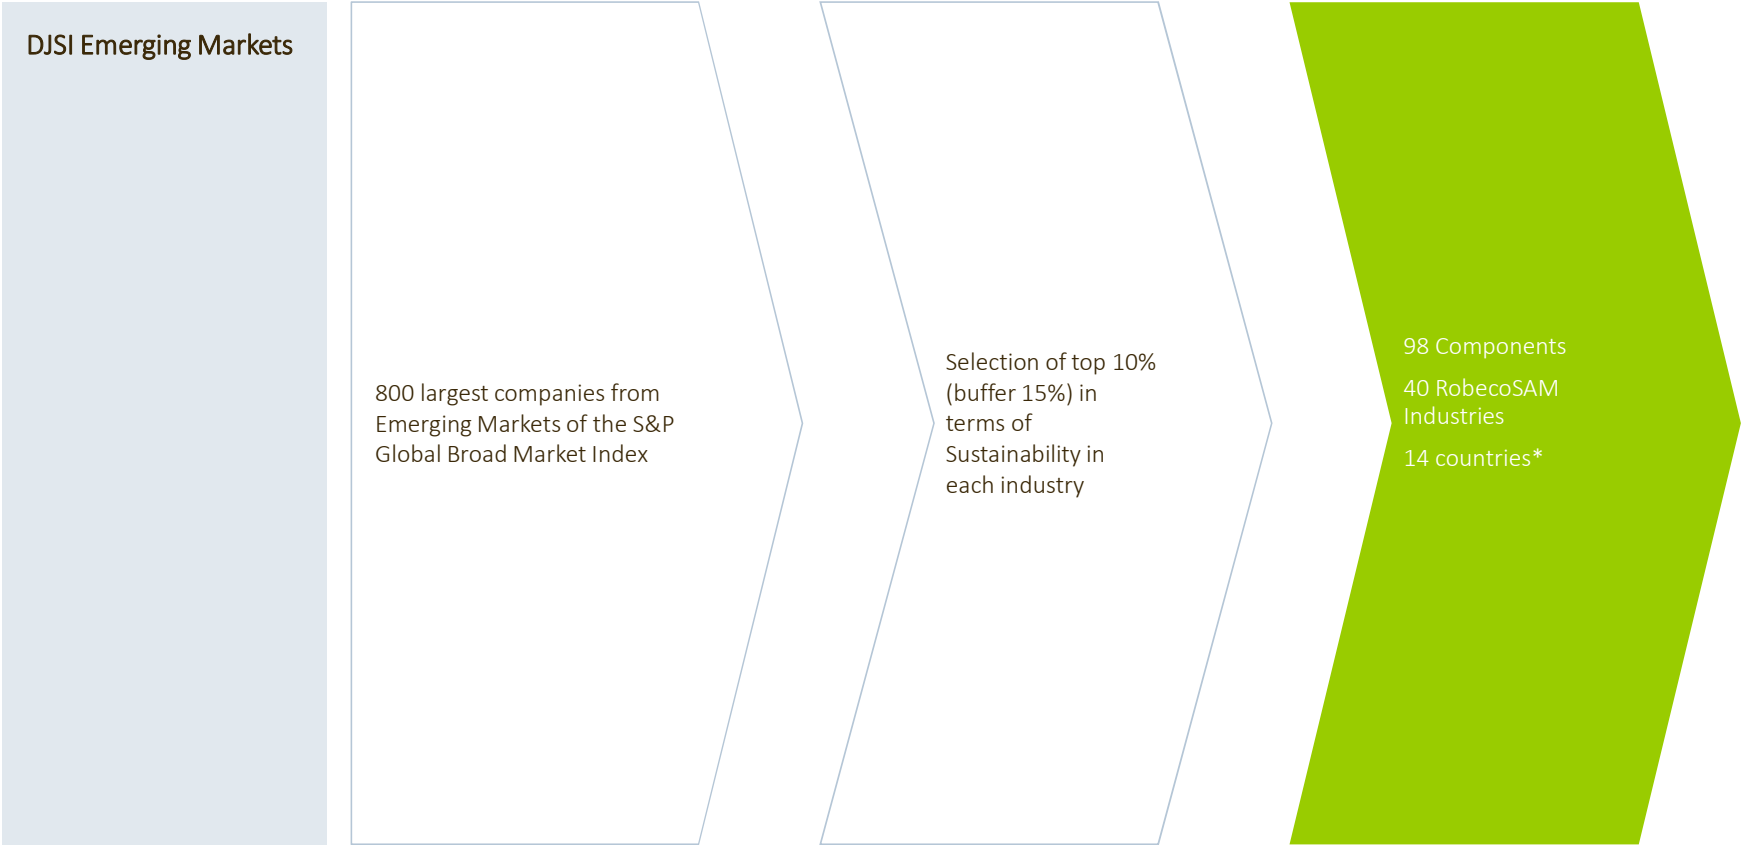 DJSI Emerging Markets
800 largest companies from
Emerging Markets of the S&P
Global Broad Market Index
Selection of top 10%
(buffer 15%) in
terms of
Sustainability in
each industry
98 Components
40 RobecoSAM
Industries
14 countries*